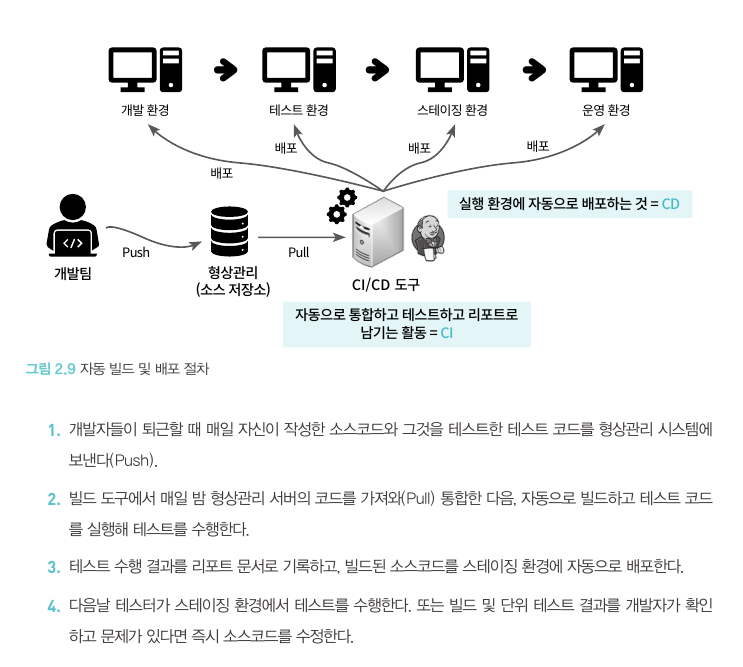 개발 환경
테스트 환경
스테이징 환경
운영 환경
배포
배포
배포
배포
실행 환경에 자동으로 배포하는 것 = CD
Push
Pull
개발팀
형상관리
(소스 저장소)
CI/CD 도구
자동으로 통합하고 테스트하고 리포트로
남기는 활동 = CI
그림 2.9 자동 빌드 및 배포 절차
1. 개발자들이 퇴근할 때 매일 자신이 작성한 소스코드와 그것을 테스트한 테스트 코드를 형상관리 시스템에
보낸다(Push).
2. 빌드 도구에서 매일 밤 형상관리 서버의 코드를 가져와(Pull) 통합한 다음, 자동으로 빌드하고 테스트 코드
를 실행해 테스트를 수행한다.
3. 테스트 수행 결과를 리포트 문서로 기록하고, 빌드된 소스코드를 스테이징 환경에 자동으로 배포한다.
4. 다음날 테스터가 스테이징 환경에서 테스트를 수행한다. 또는 빌드 및 단위 테스트 결과를 개발자가 확인
하고 문제가 있다면 즉시 소스코드를 수정한다.